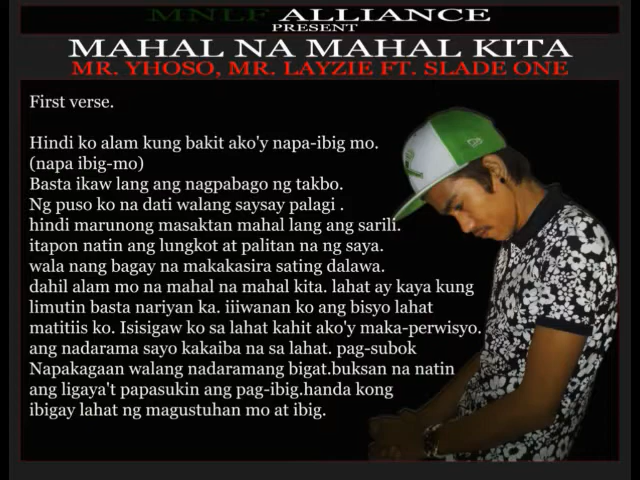 MNLF ALLIANCE
PRESENT
MAHAL NA MAHAL KITA
MR. YHOSO, MR. LAYZIE FT. SLADE ONE
First verse.
Hindi ko alam kung bakit ako'y napa-ibig mo.
(napa ibig-mo)
Basta ikaw lang ang nagpabago ng takbo.
Ng puso ko na dati walang saysay palagi .
hindi marunong masaktan mahal lang ang sarili.
itapon natin ang lungkot at palitan na ng saya.
wala nang bagay na makakasira sating dalawa.
dahil alam mo na mahal na mahal kita. lahat ay kaya kung
limutin basta nariyan ka. iiiwanan ko ang bisyo lahat
matitiis ko. Isisigaw ko sa lahat kahit ako'y maka-perwisyo.
ang nadarama sayo kakaiba na sa lahat. pag-subok
Napakagaan walang nadaramang bigat.buksan na natin
ang ligaya't papasukin ang pag-ibig.handa kong
ibigay lahat ng magustuhan mo at ibig.